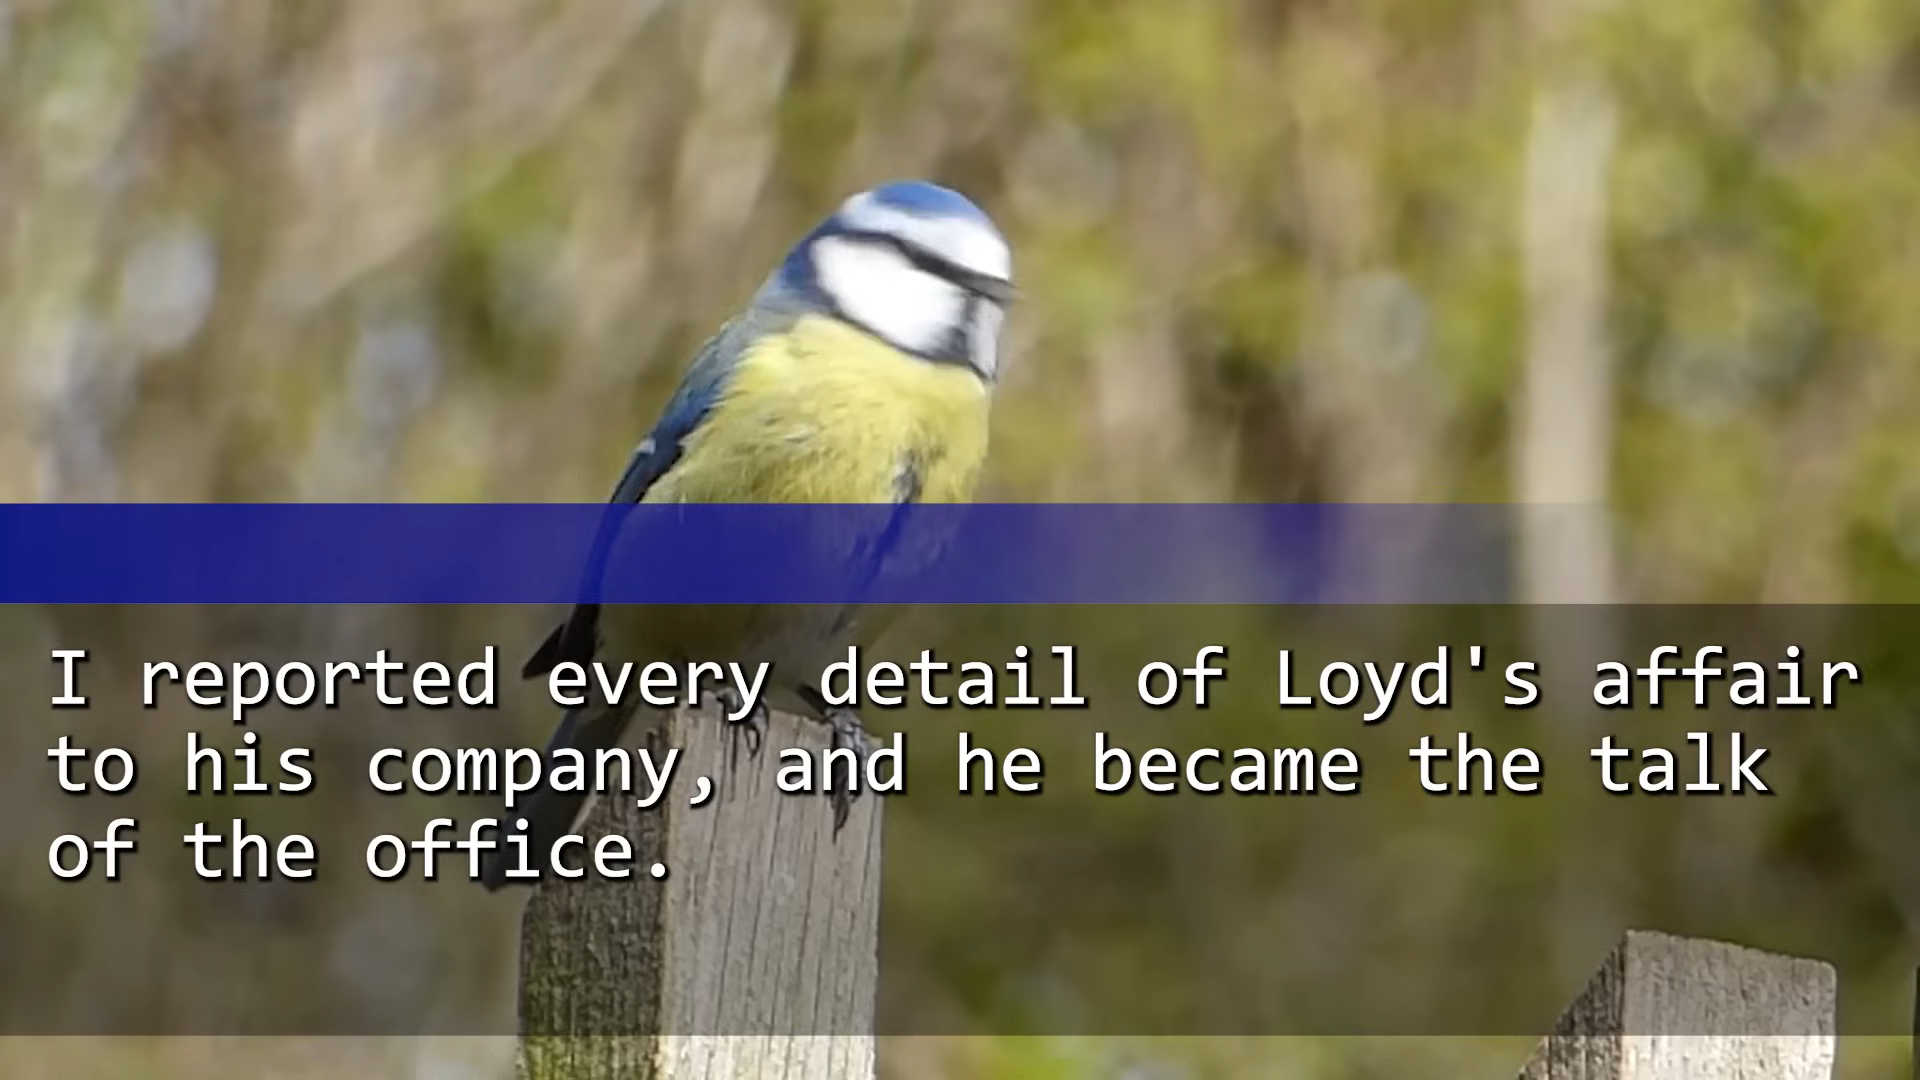 I reported every detail of Loyd's affair
to his company, and he became the talk
of the office.